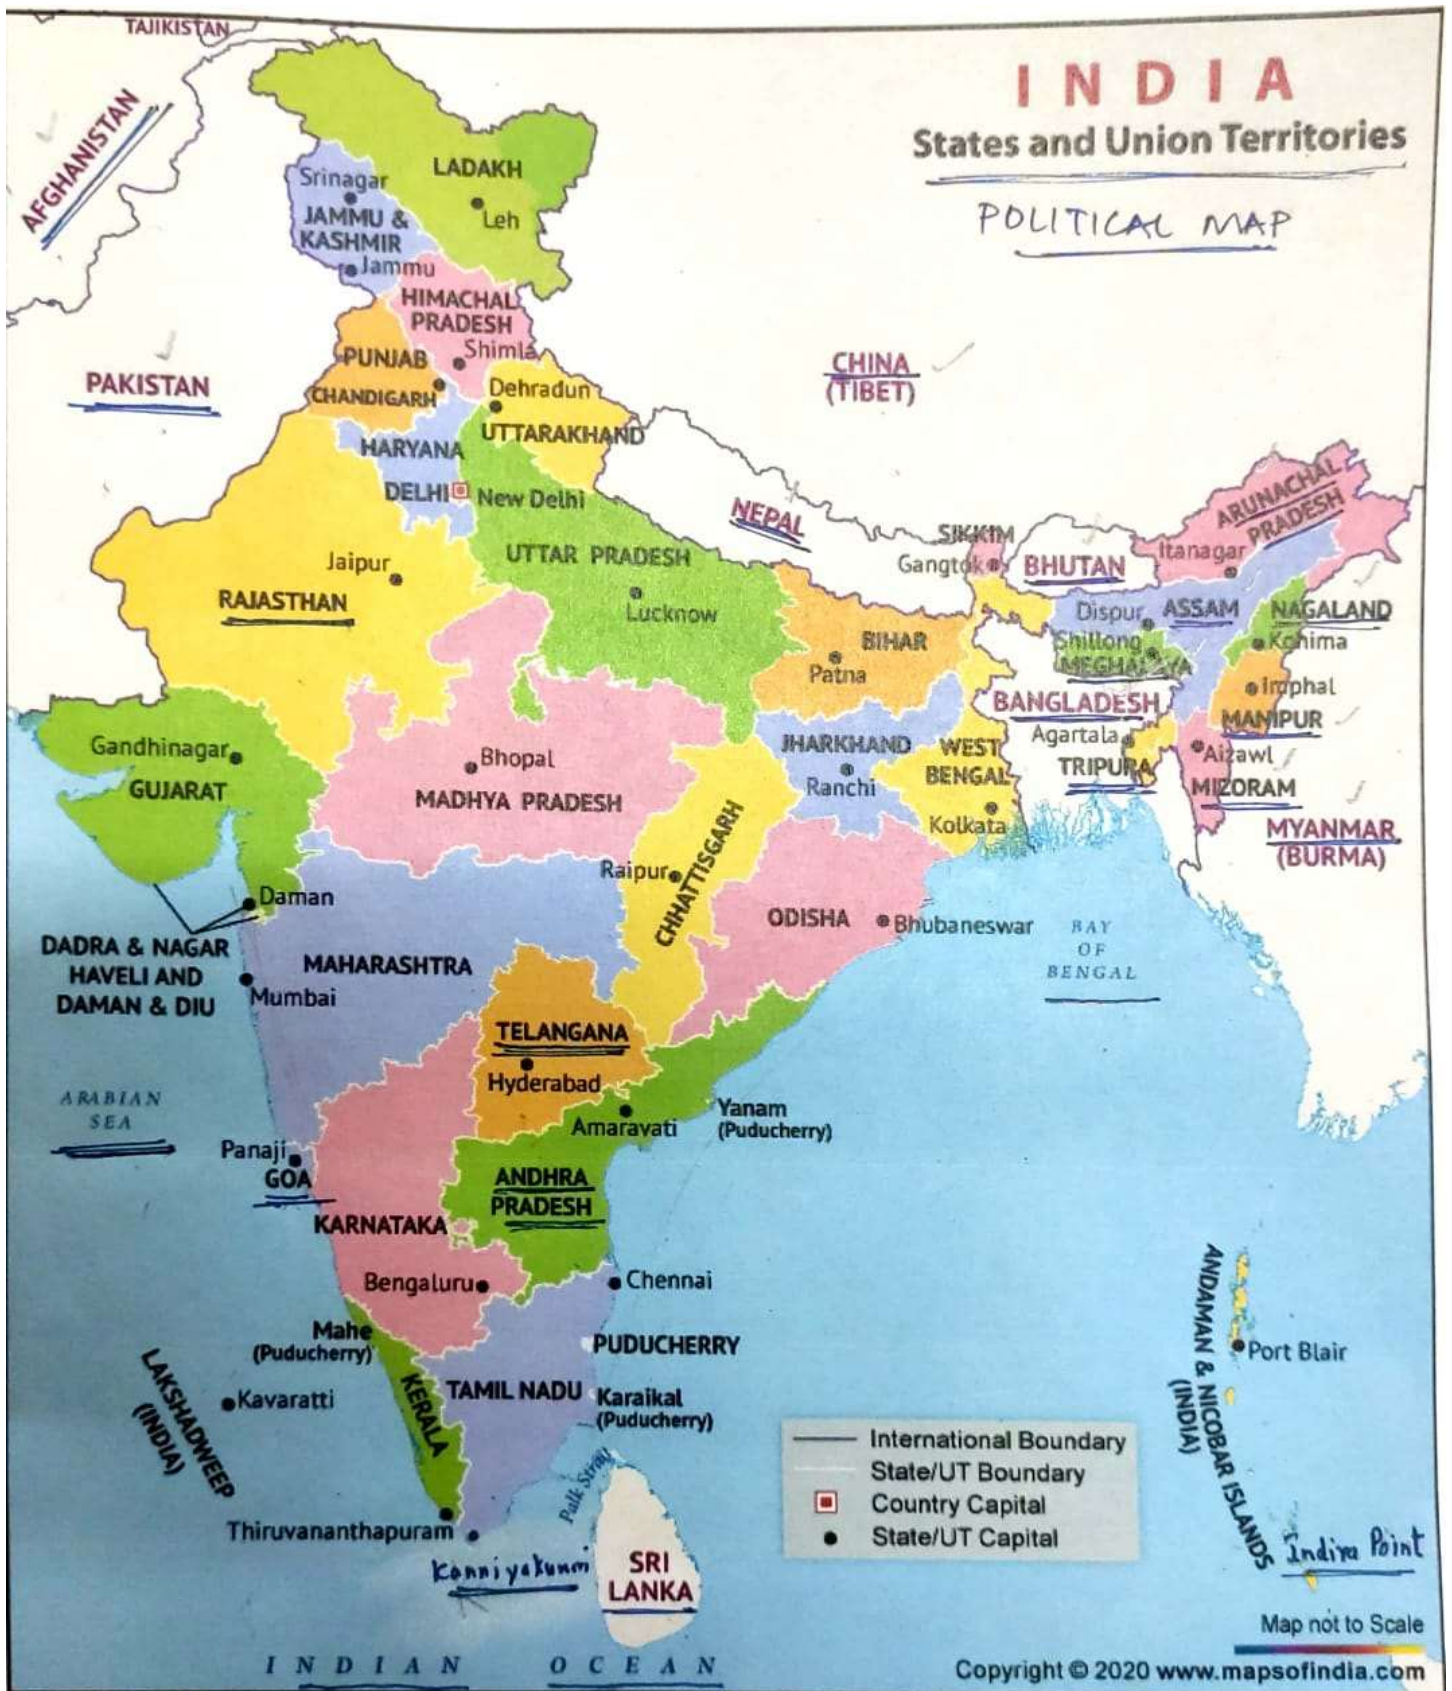 TAJIKISTAN
INDIA
States and Union Territories
POLITICAL MAP
AFGHANISTAN
LADAKH
Leh
Srinagar
JAMMU &
KASHMIR
Jammu
HIMACHAL
PRADESH
Shimla
PUNJAB
CHANDIGARH
PAKISTAN
CHINA
(TIBET)
Dehradun
UTTARAKHAND
HARYANA
DELHI
New Delhi
NEPAL
SIKKIM
Gangtok
BHUTAN
ARUNACHAL
PRADESH
Itanagar
UTTAR PRADESH
Lucknow
Jaipur
RAJASTHAN
Dispur
ASSAM
NAGALAND
Kohima
Shillong
MEGHALAYA
BIHAR
Patna
Imphal
MANIPUR
BANGLADESH
Agartala
TRIPURA
Aizawl
MIZORAM
MYANMAR
(BURMA)
Gandhinagar
GUJARAT
Bhopal
MADHYA PRADESH
JHARKHAND
Ranchi
WEST
BENGAL
Kolkata
Raipur
CHHATTISGARH
Daman
DADRA & NAGAR
HAVELI AND
DAMAN & DIU
MAHARASHTRA
Mumbai
ODISHA
Bhubaneswar
BAY
OF
BENGAL
TELANGANA
Hyderabad
ARABIAN
SEA
Amaravati
Yanam
(Puducherry)
Panaji
GOA
ANDHRA
PRADESH
KARNATAKA
Bengaluru
Chennai
Mahe
(Puducherry)
PUDUCHERRY
LAKSHADWEEP
(INDIA)
Kavaratti
KERALA
TAMIL NADU
Karaikal
(Puducherry)
ANDAMAN & NICOBAR ISLANDS
(INDIA)
Port Blair
Palk Strait
Thiruvananthapuram
Kanniyakumri
SRI
LANKA
International Boundary
State/UT Boundary
Country Capital
State/UT Capital
Indira Point
INDIAN OCEAN
Map not to Scale
Copyright © 2020 www.mapsofindia.com